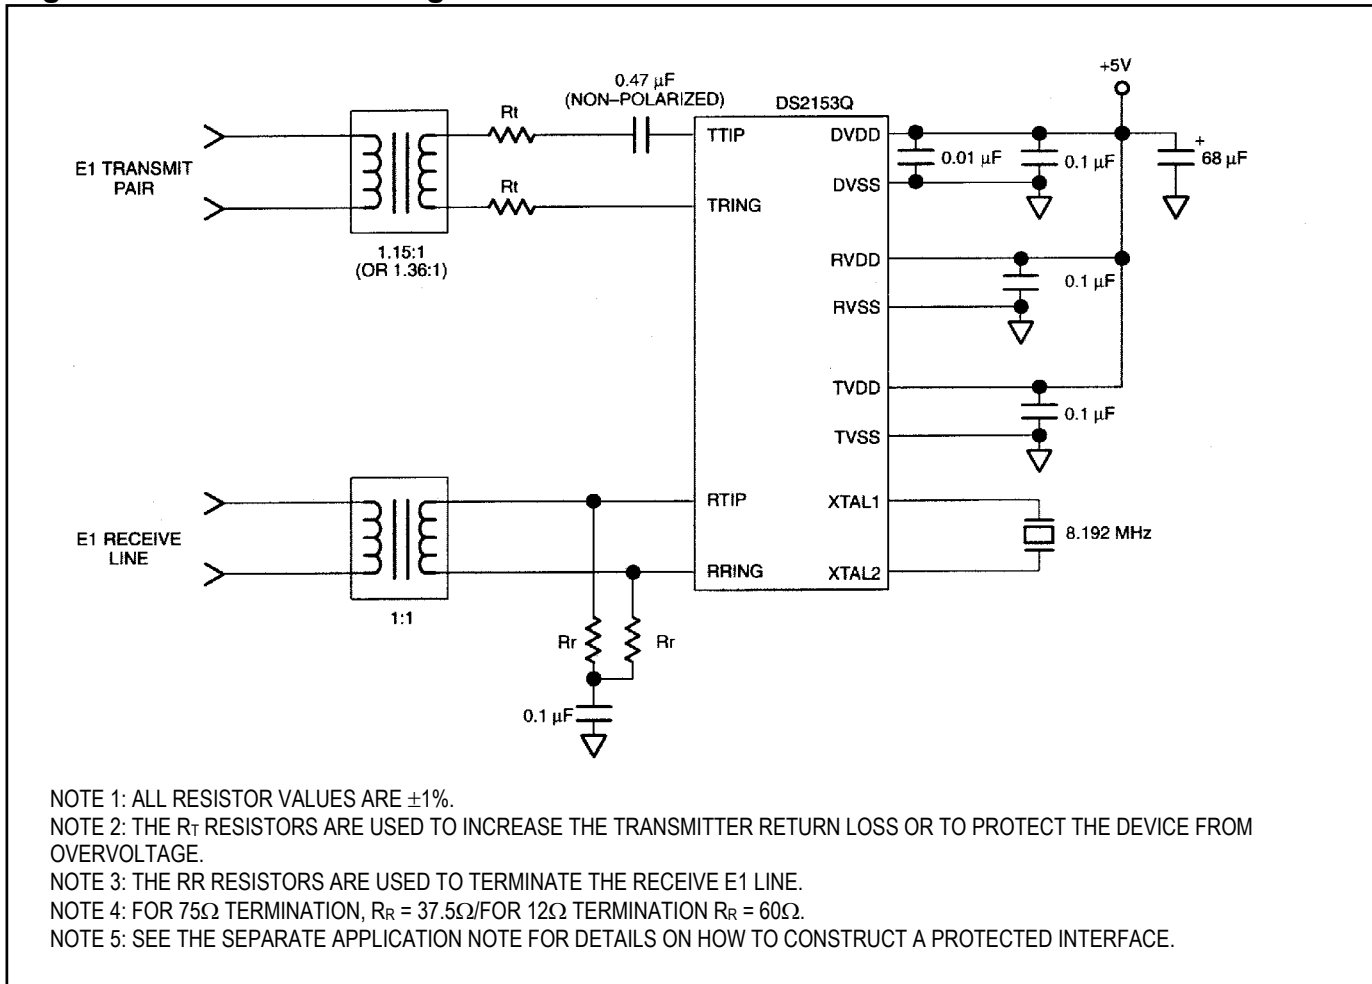 +5V
0.47 µF
(NON–POLARIZED)
DS2153Q
Rt
TTIP
DVDD
0.01 µF
0.1 µF
+
68 µF
E1 TRANSMIT
PAIR
DVSS
Rt
TRING
1.15:1
(OR 1.36:1)
RVDD
0.1 µF
RVSS
TVDD
0.1 µF
TVSS
RTIP
XTAL1
E1 RECEIVE
LINE
8.192 MHz
RRING
XTAL2
1:1
Rr
Rr
0.1 µF
NOTE 1: ALL RESISTOR VALUES ARE ±1%.
NOTE 2: THE RT RESISTORS ARE USED TO INCREASE THE TRANSMITTER RETURN LOSS OR TO PROTECT THE DEVICE FROM
OVERVOLTAGE.
NOTE 3: THE RR RESISTORS ARE USED TO TERMINATE THE RECEIVE E1 LINE.
NOTE 4: FOR 75Ω TERMINATION, RR = 37.5Ω/FOR 12Ω TERMINATION RR = 60Ω.
NOTE 5: SEE THE SEPARATE APPLICATION NOTE FOR DETAILS ON HOW TO CONSTRUCT A PROTECTED INTERFACE.